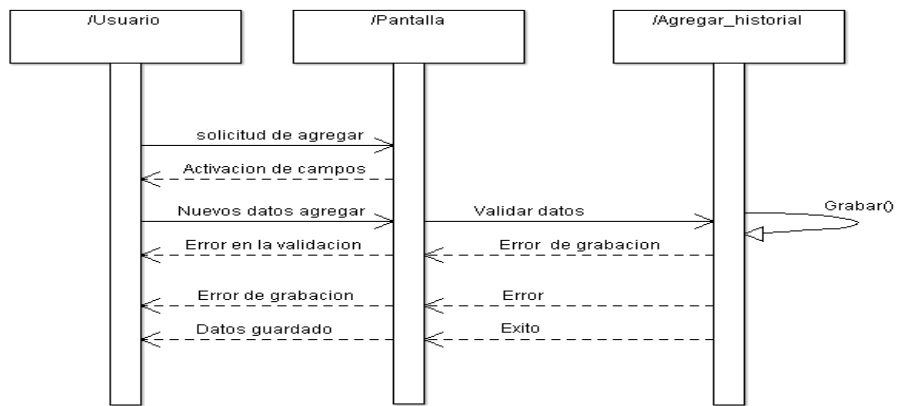 /Usuario
/Pantalla
/Agregar_historial
solicitud de agregar
Activacion de campos
Nuevos datos agregar
Validar datos
Grabar()
Error en la validacion
Error de grabacion
Error de grabacion
Error
Datos guardado
Exito